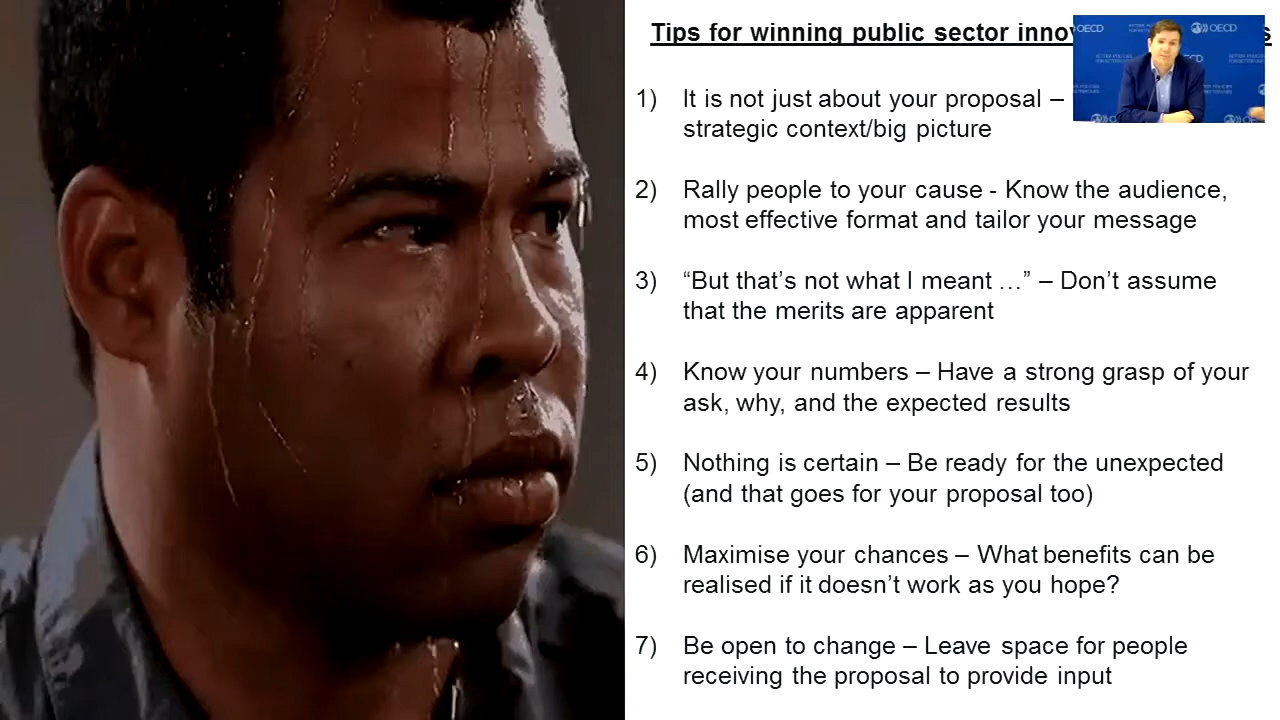 Tips for winning public sector
1) It is not just about your proposal –
strategic context/big picture
2) Rally people to your cause - Know the audience,
most effective format and tailor your message
3) “But that’s not what I meant …” – Don’t assume
that the merits are apparent
4) Know your numbers – Have a strong grasp of your
ask, why, and the expected results
5) Nothing is certain – Be ready for the unexpected
(and that goes for your proposal too)
6) Maximise your chances – What benefits can be
realised if it doesn’t work as you hope?
7) Be open to change – Leave space for people
receiving the proposal to provide input
OECD
OECD